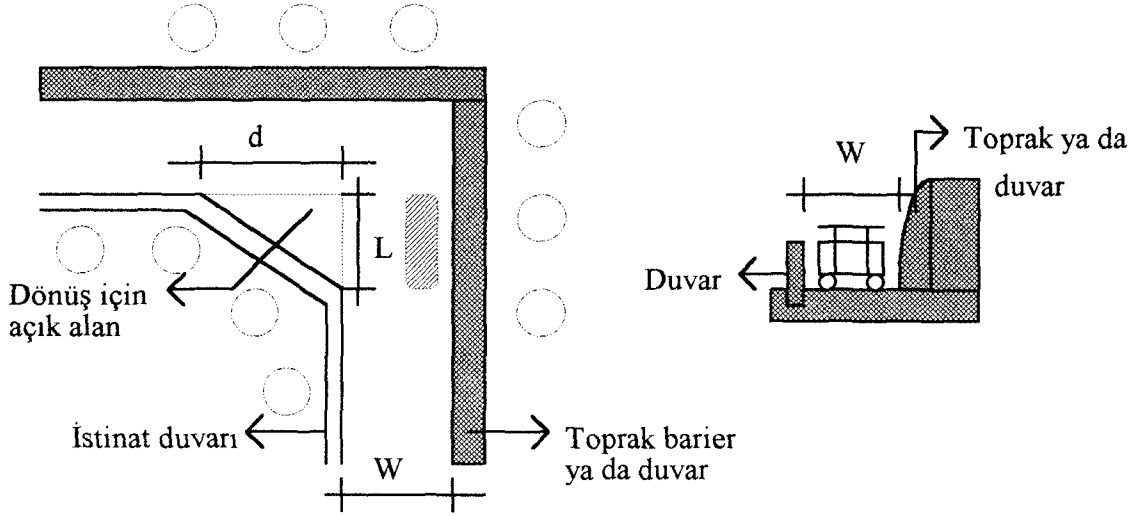 d
L
Dönüş için
açık alan
İstinat duvarı
W
Toprak barier
ya da duvar
W
Toprak ya da
duvar
Duvar